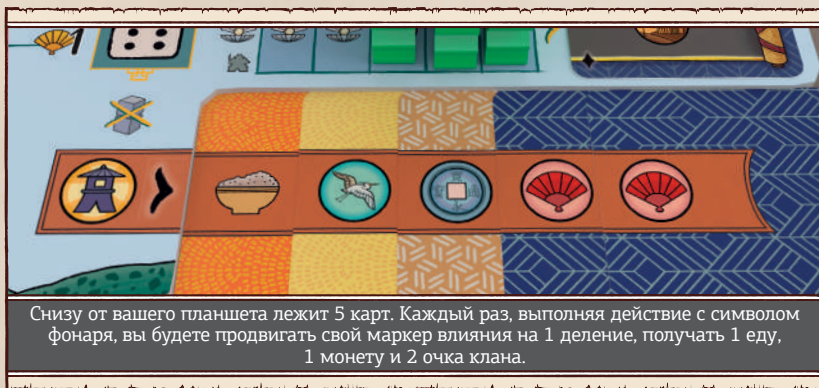 Снизу от вашего планшета лежит 5 карт. Каждый раз, выполняя действие с символом
фонаря, вы будете продвигать свой маркер влияния на 1 деление, получать 1 еду,
1 монету и 2 очка клана.